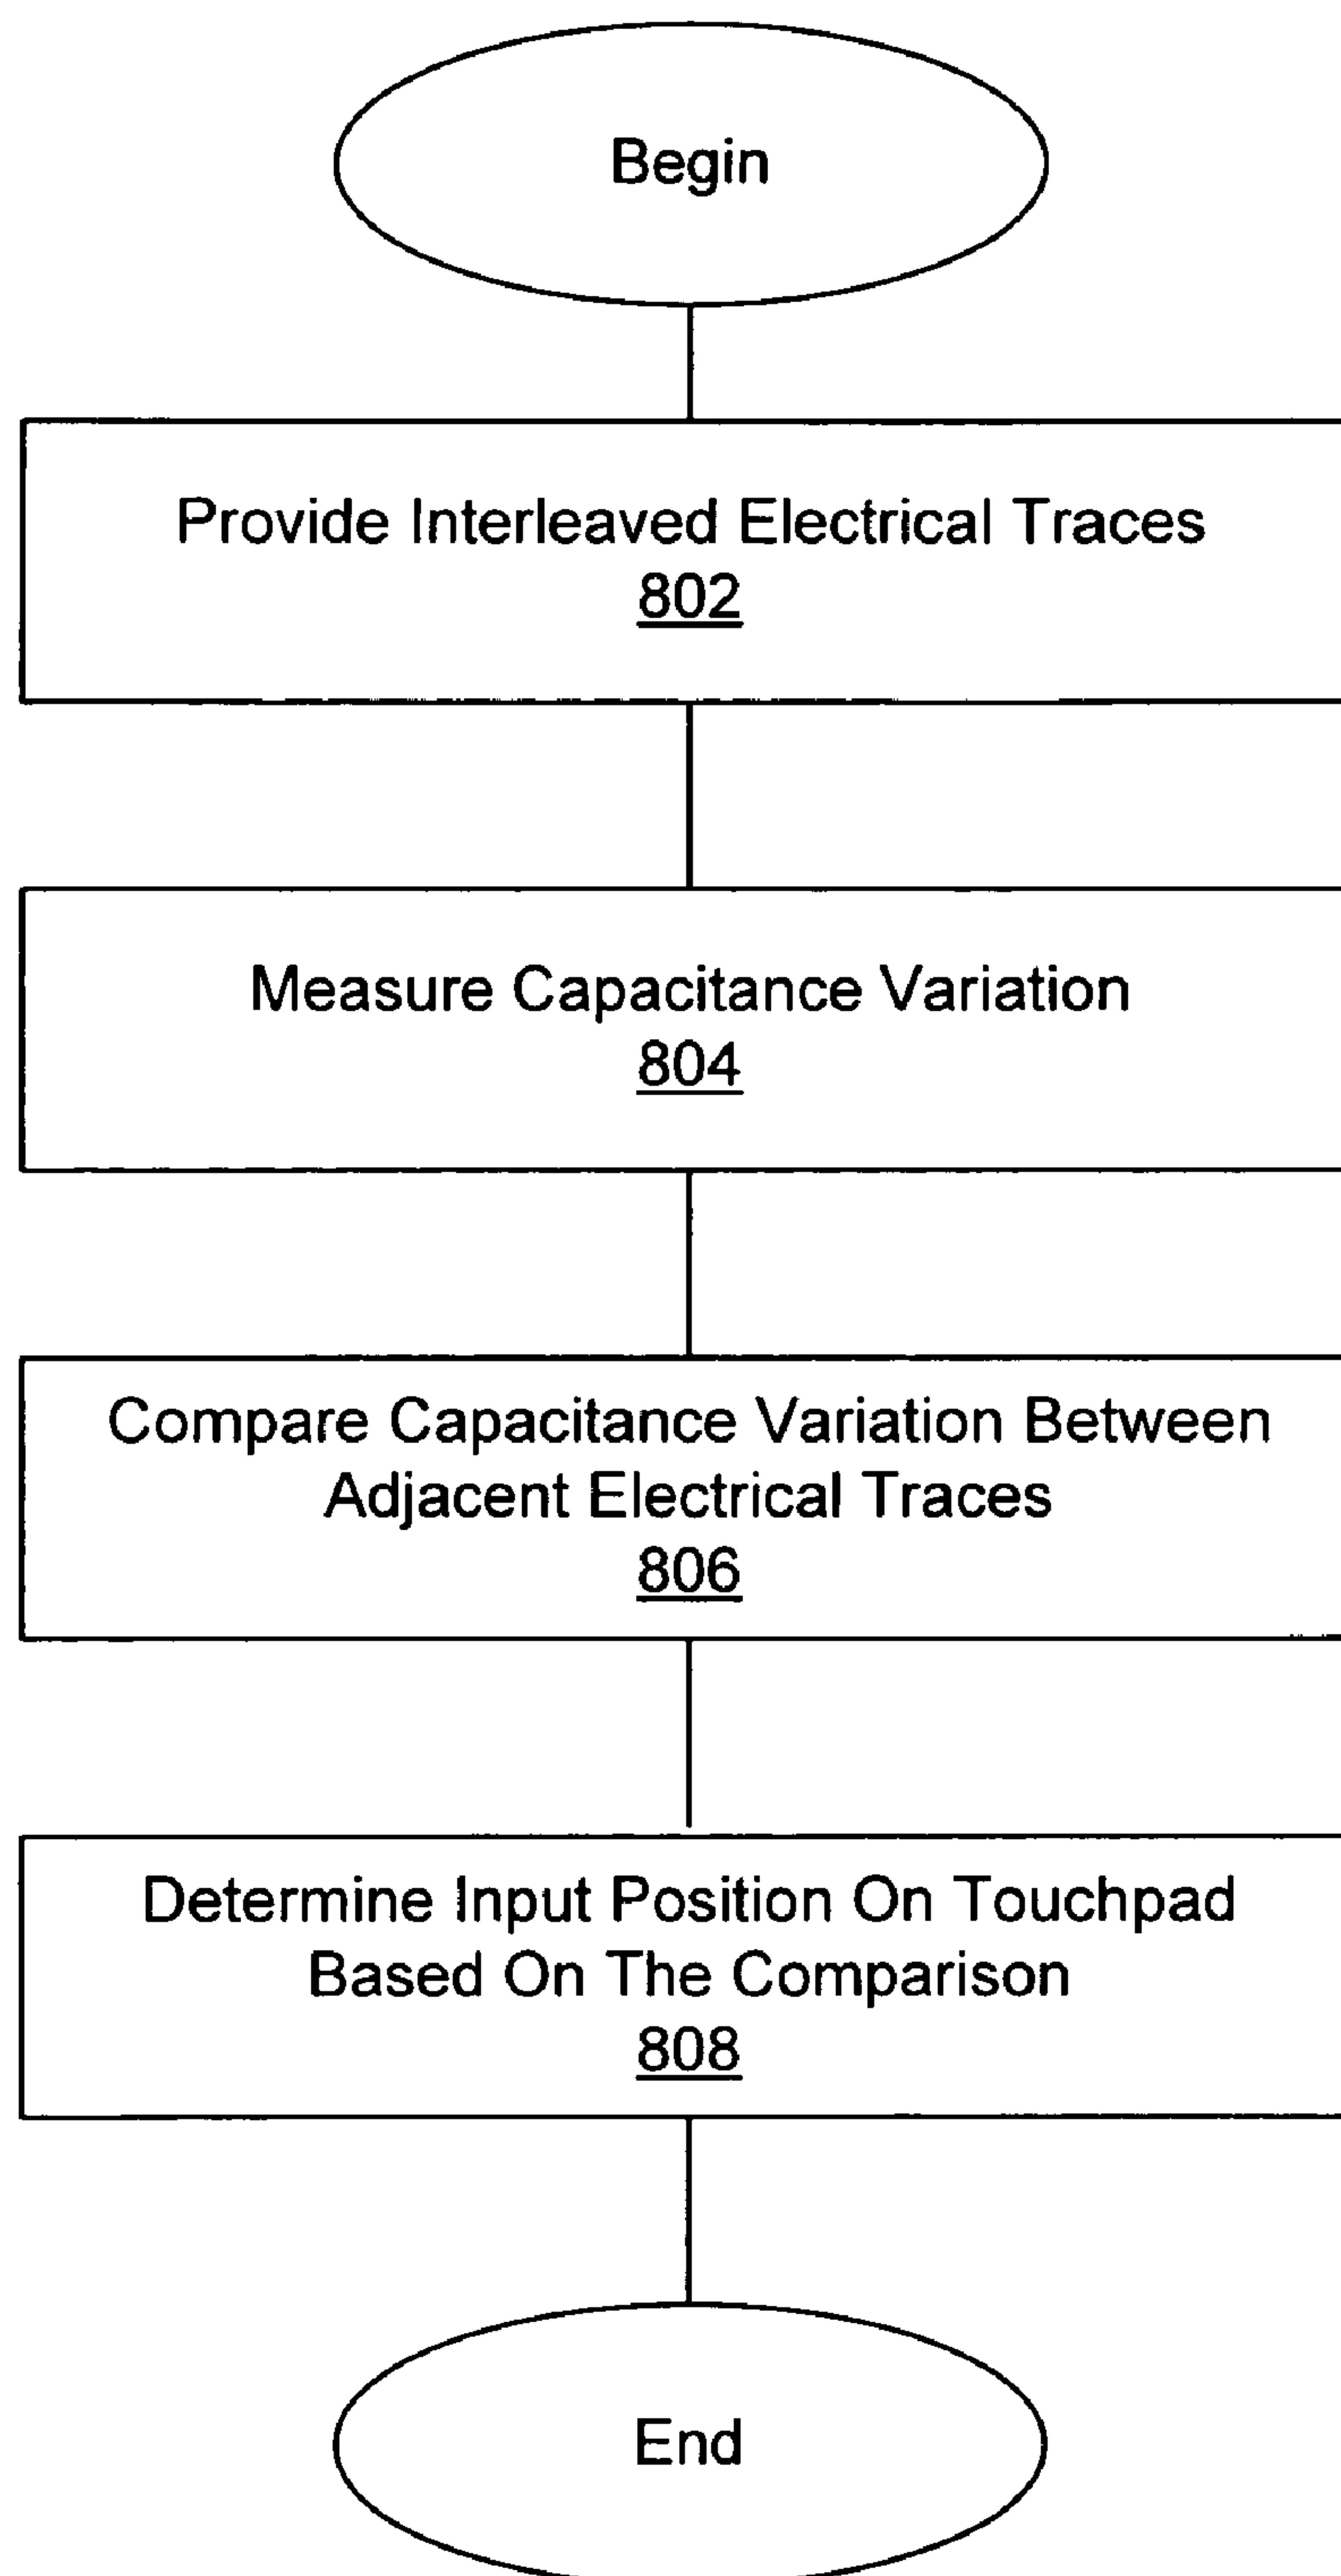 Begin
Provide Interleaved Electrical Traces
802
Measure Capacitance Variation
804
Compare Capacitance Variation Between
Adjacent Electrical Traces
806
Determine Input Position On Touchpad
Based On The Comparison
808
End